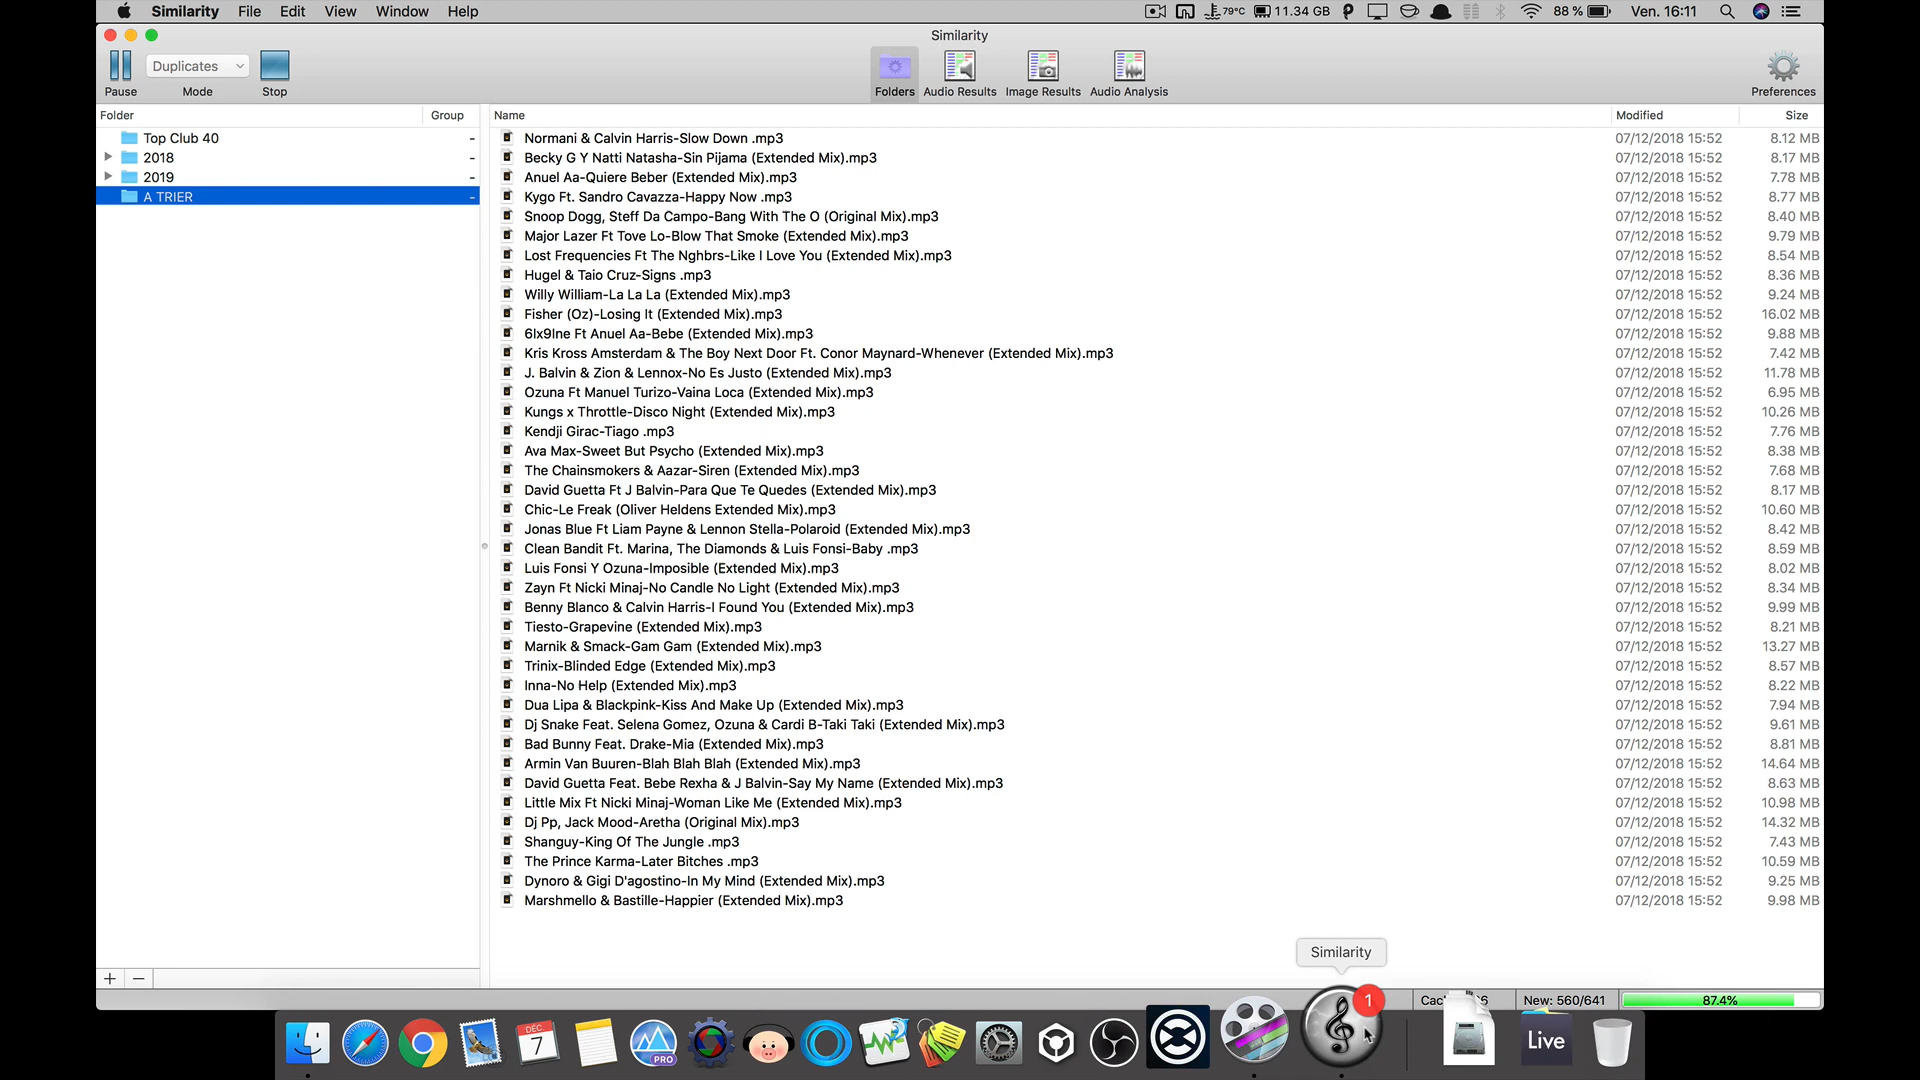 Similarity File Edit View Window Help 79°C 11.34 GB 88 % Ven. 16:11
Similarity
Duplicates
Pause Mode Stop Folders Audio Results Image Results Audio Analysis Preferences
Folder Group Name Modified Size
Top Club 40 -
2018 -
2019 -
A TRIER -
Normani & Calvin Harris-Slow Down .mp3 07/12/2018 15:52 8.12 MB
Becky G Y Natti Natasha-Sin Pijama (Extended Mix).mp3 07/12/2018 15:52 8.17 MB
Anuel Aa-Quiere Beber (Extended Mix).mp3 07/12/2018 15:52 7.78 MB
Kygo Ft. Sandro Cavazza-Happy Now .mp3 07/12/2018 15:52 8.77 MB
Snoop Dogg, Steff Da Campo-Bang With The O (Original Mix).mp3 07/12/2018 15:52 8.40 MB
Major Lazer Ft Tove Lo-Blow That Smoke (Extended Mix).mp3 07/12/2018 15:52 9.79 MB
Lost Frequencies Ft The Nghbrs-Like I Love You (Extended Mix).mp3 07/12/2018 15:52 8.54 MB
Hugel & Taio Cruz-Signs .mp3 07/12/2018 15:52 8.36 MB
Willy William-La La La (Extended Mix).mp3 07/12/2018 15:52 9.24 MB
Fisher (Oz)-Losing It (Extended Mix).mp3 07/12/2018 15:52 16.02 MB
6Ix9Ine Ft Anuel Aa-Bebe (Extended Mix).mp3 07/12/2018 15:52 9.88 MB
Kris Kross Amsterdam & The Boy Next Door Ft. Conor Maynard-Whenever (Extended Mix).mp3 07/12/2018 15:52 7.42 MB
J. Balvin & Zion & Lennox-No Es Justo (Extended Mix).mp3 07/12/2018 15:52 11.78 MB
Ozuna Ft Manuel Turizo-Vaina Loca (Extended Mix).mp3 07/12/2018 15:52 6.95 MB
Kungs x Throttle-Disco Night (Extended Mix).mp3 07/12/2018 15:52 10.26 MB
Kendji Girac-Tiago .mp3 07/12/2018 15:52 7.76 MB
Ava Max-Sweet But Psycho (Extended Mix).mp3 07/12/2018 15:52 8.38 MB
The Chainsmokers & Aazar-Siren (Extended Mix).mp3 07/12/2018 15:52 7.68 MB
David Guetta Ft J Balvin-Para Que Te Quedes (Extended Mix).mp3 07/12/2018 15:52 8.17 MB
Chic-Le Freak (Oliver Heldens Extended Mix).mp3 07/12/2018 15:52 10.60 MB
Jonas Blue Ft Liam Payne & Lennon Stella-Polaroid (Extended Mix).mp3 07/12/2018 15:52 8.42 MB
Clean Bandit Ft. Marina, The Diamonds & Luis Fonsi-Baby .mp3 07/12/2018 15:52 8.59 MB
Luis Fonsi Y Ozuna-Imposible (Extended Mix).mp3 07/12/2018 15:52 8.02 MB
Zayn Ft Nicki Minaj-No Candle No Light (Extended Mix).mp3 07/12/2018 15:52 8.34 MB
Benny Blanco & Calvin Harris-I Found You (Extended Mix).mp3 07/12/2018 15:52 9.99 MB
Tiesto-Grapevine (Extended Mix).mp3 07/12/2018 15:52 8.21 MB
Marnik & Smack-Gam Gam (Extended Mix).mp3 07/12/2018 15:52 13.27 MB
Trinix-Blinded Edge (Extended Mix).mp3 07/12/2018 15:52 8.57 MB
Inna-No Help (Extended Mix).mp3 07/12/2018 15:52 8.22 MB
Dua Lipa & Blackpink-Kiss And Make Up (Extended Mix).mp3 07/12/2018 15:52 7.94 MB
Dj Snake Feat. Selena Gomez, Ozuna & Cardi B-Taki Taki (Extended Mix).mp3 07/12/2018 15:52 9.61 MB
Bad Bunny Feat. Drake-Mia (Extended Mix).mp3 07/12/2018 15:52 8.81 MB
Armin Van Buuren-Blah Blah Blah (Extended Mix).mp3 07/12/2018 15:52 14.64 MB
David Guetta Feat. Bebe Rexha & J Balvin-Say My Name (Extended Mix).mp3 07/12/2018 15:52 8.63 MB
Little Mix Ft Nicki Minaj-Woman Like Me (Extended Mix).mp3 07/12/2018 15:52 10.98 MB
Dj Pp, Jack Mood-Aretha (Original Mix).mp3 07/12/2018 15:52 14.32 MB
Shanguy-King Of The Jungle .mp3 07/12/2018 15:52 7.43 MB
The Prince Karma-Later Bitches .mp3 07/12/2018 15:52 10.59 MB
Dynoro & Gigi D'agostino-In My Mind (Extended Mix).mp3 07/12/2018 15:52 9.25 MB
Marshmello & Bastille-Happier (Extended Mix).mp3 07/12/2018 15:52 9.98 MB
Similarity
New: 560/641 87.4%
1
DÉC.
7
PRO
Live